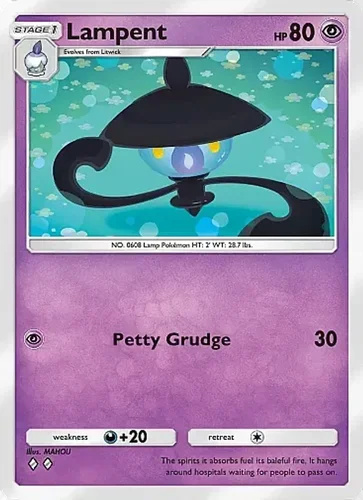 STAGE 1 Lampent HP 80
Evolves from Litwick
NO. 0608 Lamp Pokémon HT: 2' WT: 28.7 lbs.
Petty Grudge 30
weakness +20 retreat
Illus. MAHOU
The spirits it absorbs fuel its baleful fire. It hangs
around hospitals waiting for people to pass on.